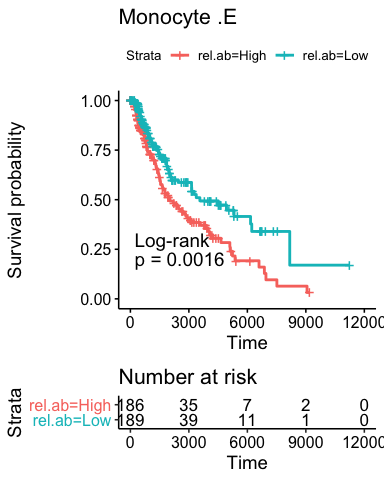 Monocyte .E
Strata rel.ab=High rel.ab=Low
Survival probability
1.00
0.75
0.50
0.25
0.00
Log-rank
p = 0.0016
0 3000 6000 9000 12000
Time
Number at risk
Strata
rel.ab=High 186 35 7 2 0
rel.ab=Low 189 39 11 1 0
0 3000 6000 9000 12000
Time